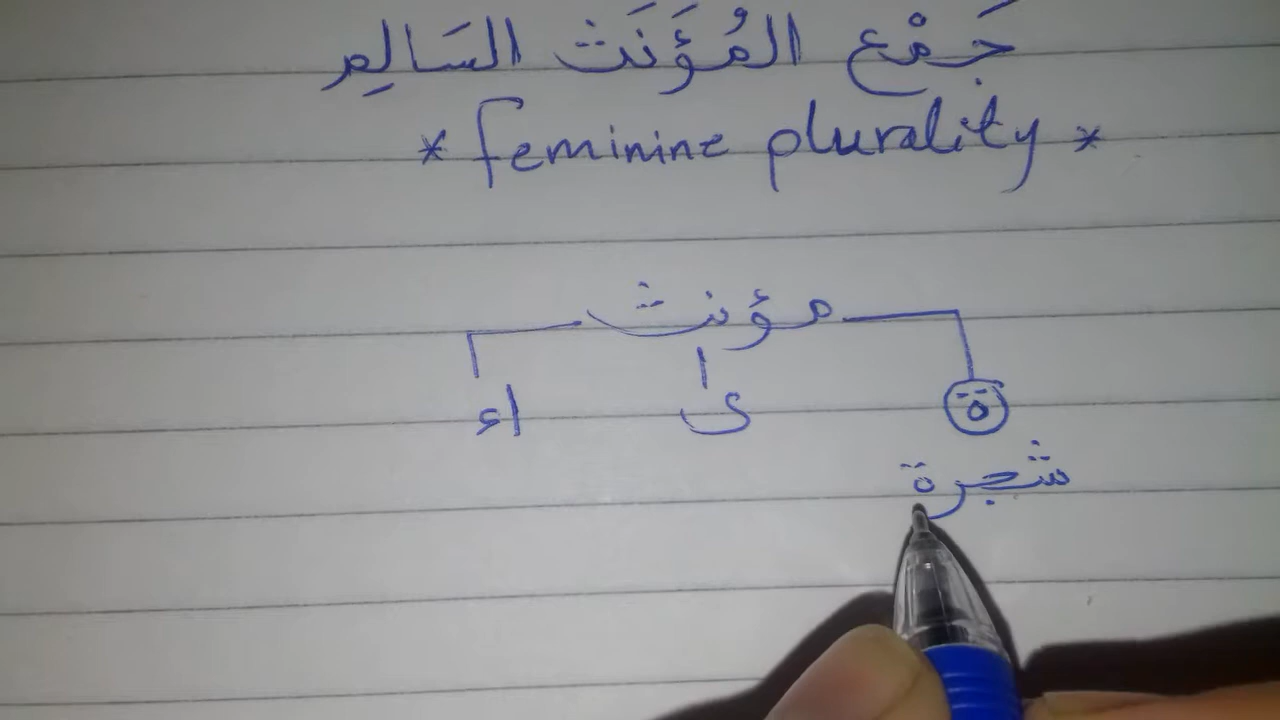 جَمْع المُؤَنَث السَالِم
* feminine plurality *
مؤنث
ة ى اء
شجرة